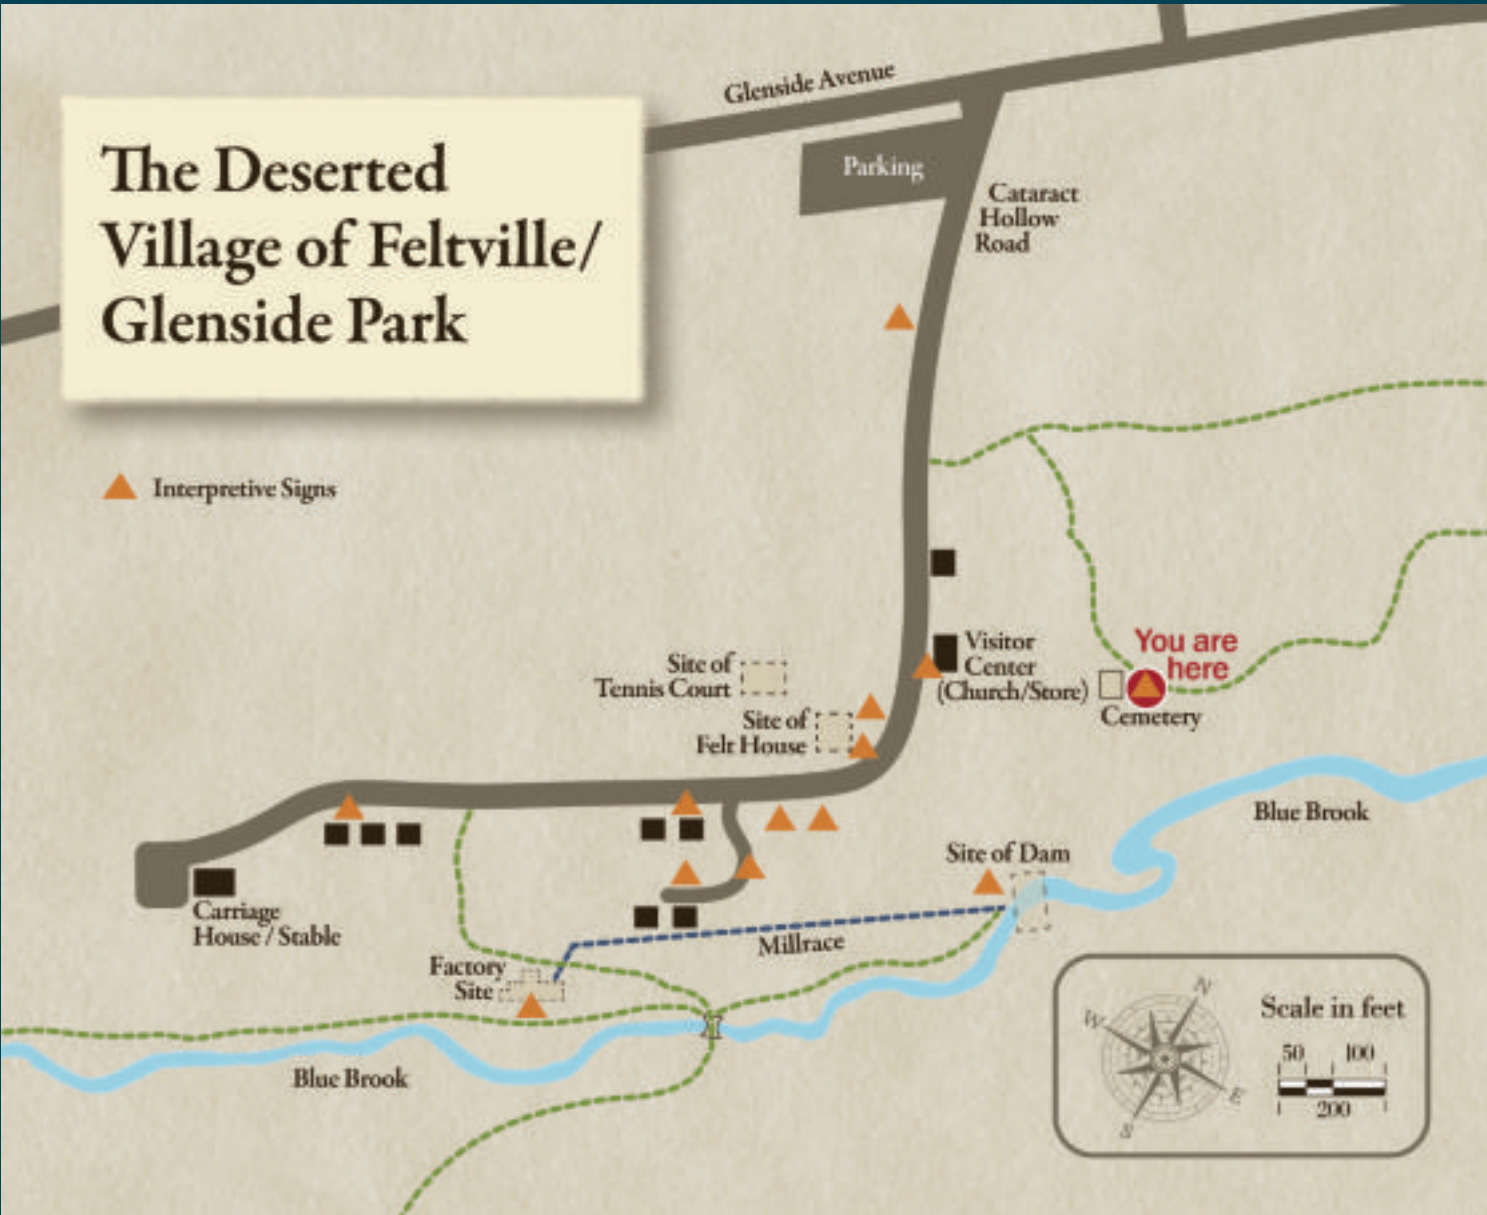 Glenside Avenue
The Deserted
Village of Feltville/
Glenside Park
Parking
Cataract
Hollow
Road
Interpretive Signs
Visitor
Center
(Church/Store)
You are
here
Cemetery
Site of
Tennis Court
Site of
Felt House
Blue Brook
Site of Dam
Carriage
House / Stable
Millrace
Factory
Site
Blue Brook
N
W
E
S
Scale in feet
50 100
200